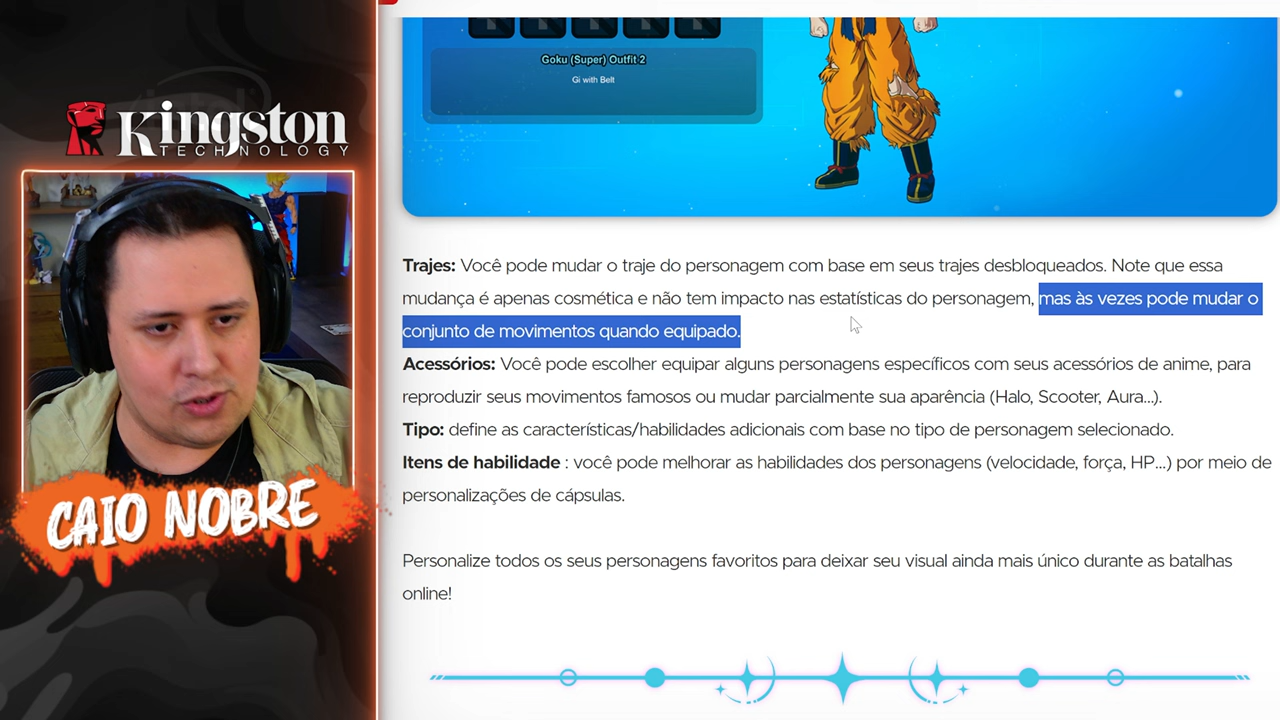 Kingston
TECHNOLOGY
CAIO NOBRE
Goku (Super) Outfit 2
Gi with Belt
Trajes: Você pode mudar o traje do personagem com base em seus trajes desbloqueados. Note que essa
mudança é apenas cosmética e não tem impacto nas estatísticas do personagem, mas às vezes pode mudar o
conjunto de movimentos quando equipado.
Acessórios: Você pode escolher equipar alguns personagens específicos com seus acessórios de anime, para
reproduzir seus movimentos famosos ou mudar parcialmente sua aparência (Halo, Scooter, Aura...).
Tipo: define as características/habilidades adicionais com base no tipo de personagem selecionado.
Itens de habilidade : você pode melhorar as habilidades dos personagens (velocidade, força, HP...) por meio de
personalizações de cápsulas.
Personalize todos os seus personagens favoritos para deixar seu visual ainda mais único durante as batalhas
online!